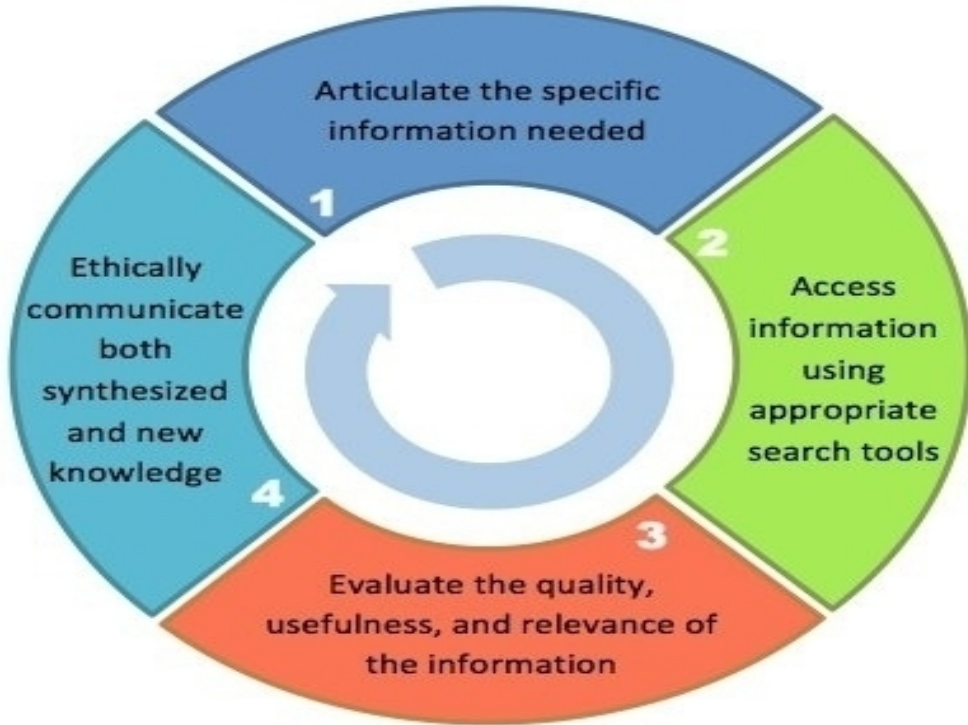 Articulate the specific
information needed
1
2
Access
information
using
appropriate
search tools
3
Evaluate the quality,
usefulness, and relevance of
the information
Ethically
communicate
both
synthesized
and new
knowledge
4